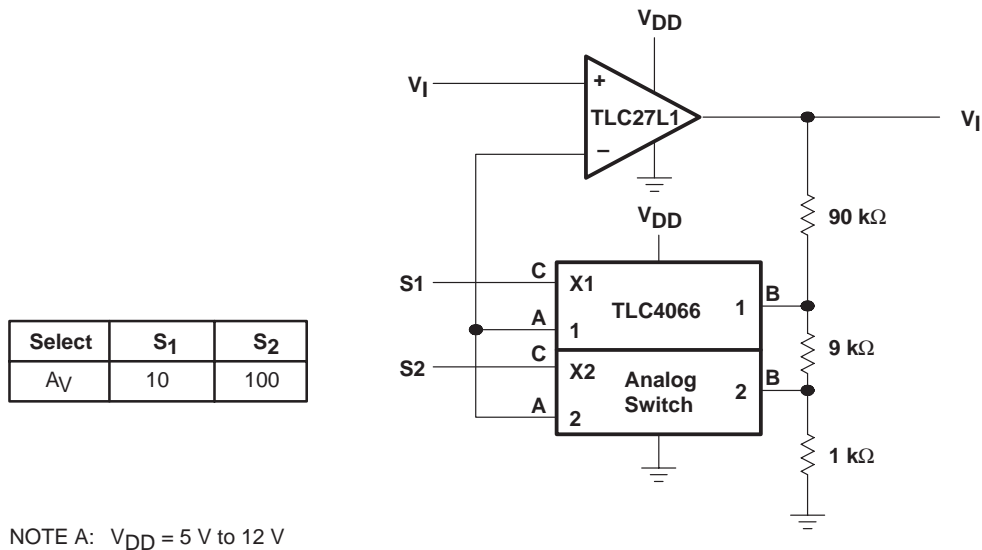 VDD
VI
+
TLC27L1
–
VI
90 kΩ
VDD
S1
C
X1
TLC4066
1
B
A
1
9 kΩ
S2
C
X2
Analog
Switch
2
B
A
2
1 kΩ
Select S1 S2
AV 10 100
NOTE A: VDD = 5 V to 12 V